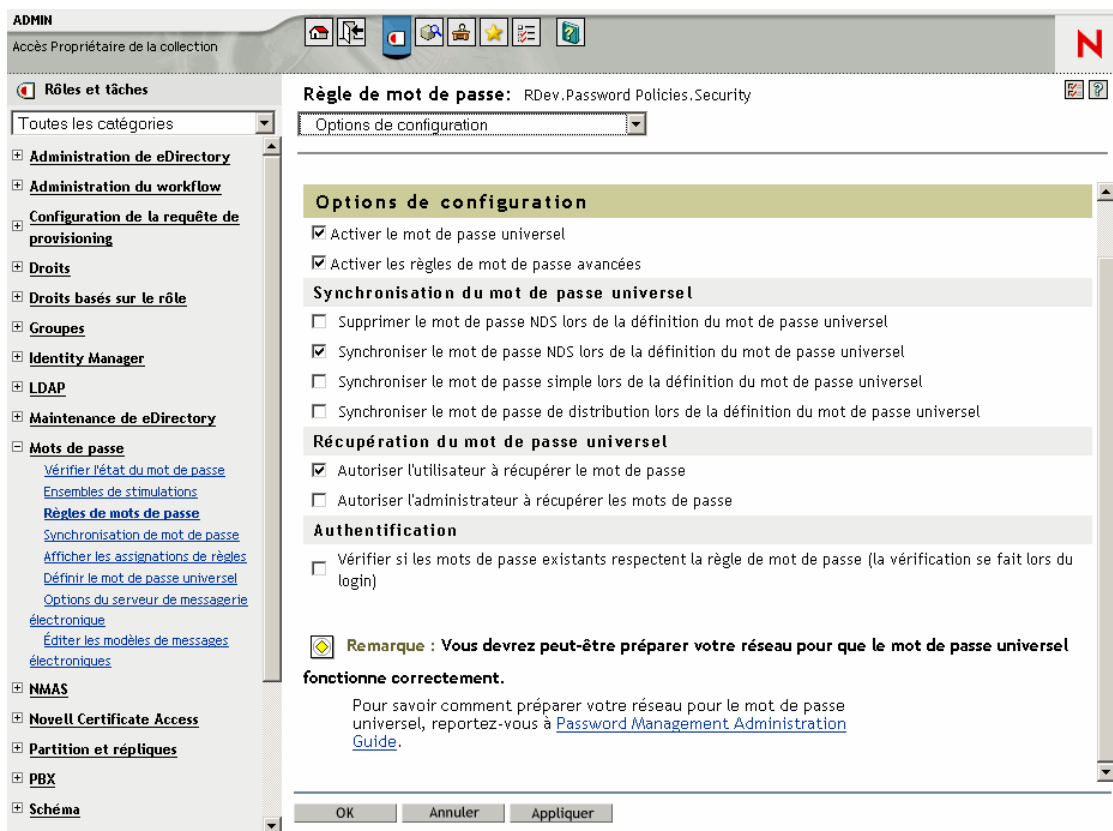 ADMIN
Accès Propriétaire de la collection
N
Rôles et tâches
Toutes les catégories
Administration de eDirectory
Administration du workflow
Configuration de la requête de
provisioning
Droits
Droits basés sur le rôle
Groupes
Identity Manager
LDAP
Maintenance de eDirectory
Mots de passe
Vérifier l'état du mot de passe
Ensembles de stimulations
Règles de mots de passe
Synchronisation de mot de passe
Afficher les assignations de règles
Définir le mot de passe universel
Options du serveur de messagerie
électronique
Éditer les modèles de messages
électroniques
NMAS
Novell Certificate Access
Partition et répliques
PBX
Schéma
Règle de mot de passe: RDev.Password Policies.Security
Options de configuration
Options de configuration
Activer le mot de passe universel
Activer les règles de mot de passe avancées
Synchronisation du mot de passe universel
Supprimer le mot de passe NDS lors de la définition du mot de passe universel
Synchroniser le mot de passe NDS lors de la définition du mot de passe universel
Synchroniser le mot de passe simple lors de la définition du mot de passe universel
Synchroniser le mot de passe de distribution lors de la définition du mot de passe universel
Récupération du mot de passe universel
Autoriser l'utilisateur à récupérer le mot de passe
Autoriser l'administrateur à récupérer les mots de passe
Authentification
Vérifier si les mots de passe existants respectent la règle de mot de passe (la vérification se fait lors du
login)
Remarque : Vous devrez peut-être préparer votre réseau pour que le mot de passe universel
fonctionne correctement.
Pour savoir comment préparer votre réseau pour le mot de passe
universel, reportez-vous à Password Management Administration
Guide.
OK
Annuler
Appliquer